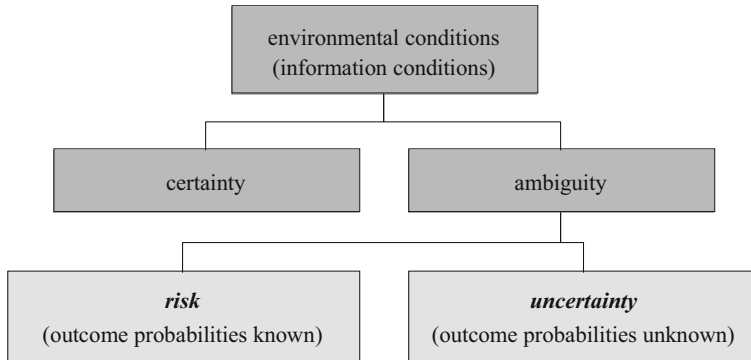 environmental conditions
(information conditions)
certainty
ambiguity
risk
(outcome probabilities known)
uncertainty
(outcome probabilities unknown)